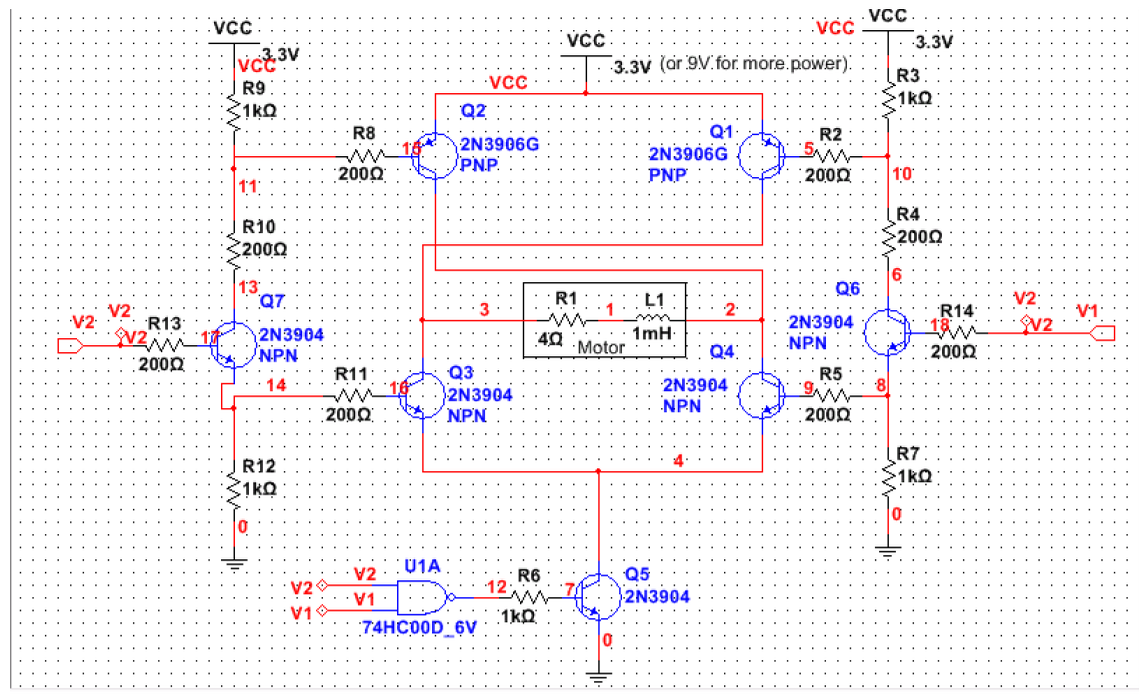 VCC
3.3V
VCC
R9
1kΩ
VCC
3.3V
(or 9V for more power)
VCC
VCC
VCC
3.3V
R3
1kΩ
Q2
2N3906G
PNP
R8
15
200Ω
Q1
2N3906G
PNP
5
R2
200Ω
11
10
R10
200Ω
R4
200Ω
13
6
Q7
2N3904
NPN
V2
V2
V2
R13
17
200Ω
3
R1
4Ω
1
L1
1mH
Motor
2
Q6
2N3904
NPN
18
R14
200Ω
V2
V2
V1
14
R11
16
200Ω
Q3
2N3904
NPN
Q4
2N3904
NPN
9
R5
200Ω
8
R12
1kΩ
0
4
R7
1kΩ
0
U1A
V2
V2
V1
V1
74HC00D_6V
12
R6
1kΩ
7
Q5
2N3904
0